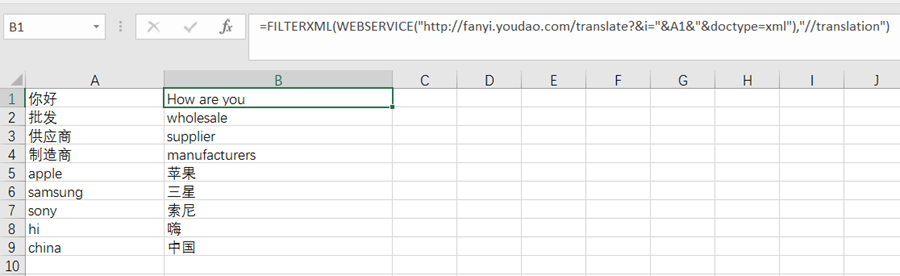 B1 fx =FILTERXML(WEBSERVICE("http://fanyi.youdao.com/translate?&i="&A1&"&doctype=xml"),"//translation")
A B C D E F G H I J
1 你好 How are you
2 批发 wholesale
3 供应商 supplier
4 制造商 manufacturers
5 apple 苹果
6 samsung 三星
7 sony 索尼
8 hi 嗨
9 china 中国
10